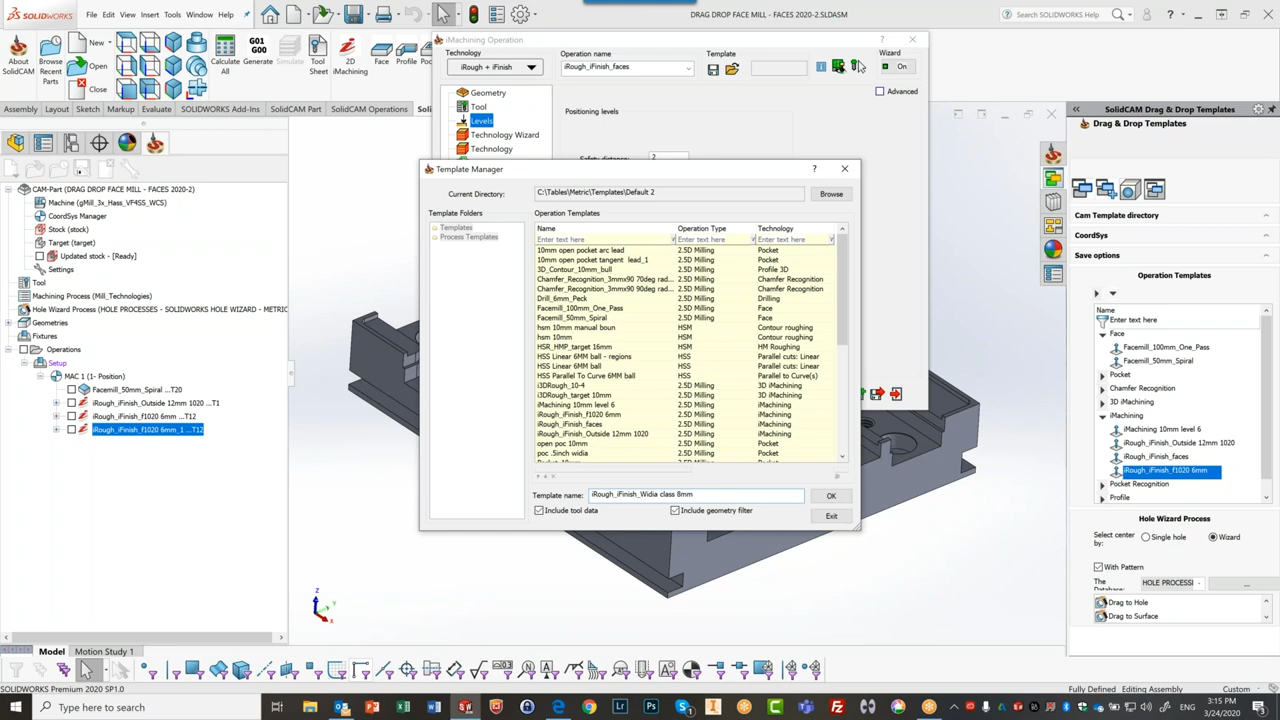 SOLIDWORKS File Edit View Insert Tools Window Help
DRAG DROP FACE MILL - FACES 2020-2.SLDASM
Search SOLIDWORKS Help
About SolidCAM
Browse Recent Parts
New
Open
Close
Calculate All
G01 G00
Generate
Simulate
Tool Sheet
2D iMachining
Face
Profile
Assembly Layout Sketch Markup Evaluate SOLIDWORKS Add-Ins SolidCAM Part SolidCAM Operations
CAM-Part (DRAG DROP FACE MILL - FACES 2020-2)
Machine (gMill_3x_Hass_VF4SS_WCS)
CoordSys Manager
Stock (stock)
Target (target)
Updated stock - [Ready]
Settings
Tool
Machining Process (Mill_Technologies)
Hole Wizard Process (HOLE PROCESSES - SOLIDWORKS HOLE WIZARD - METRIC
Geometries
Fixtures
Operations
Setup
MAC 1 (1- Position)
Facemill_50mm_Spiral ...T20
iRough_iFinish_Outside 12mm 1020 ...T1
iRough_iFinish_f1020 6mm ...T12
iRough_iFinish_f1020 6mm_1 ...T12
iMachining Operation
Technology
iRough + iFinish
Operation name
iRough_iFinish_faces
Template
Wizard
On
Advanced
Geometry
Tool
Levels
Technology Wizard
Technology
Positioning levels
Safety distance: 2
Template Manager
Current Directory: C:\Tables\Metric\Templates\Default 2
Browse
Template Folders
Templates
Process Templates
Operation Templates
Name Operation Type Technology
Enter text here Enter text here Enter text here
10mm open pocket arc lead 2.5D Milling Pocket
10mm open pocket tangent lead_1 2.5D Milling Pocket
3D_Contour_10mm_bull 2.5D Milling Profile 3D
Chamfer_Recognition_3mmx90 70deg rad... 2.5D Milling Chamfer Recognition
Chamfer_Recognition_3mmx90 90deg rad... 2.5D Milling Chamfer Recognition
Drill_6mm_Peck 2.5D Milling Drilling
Facemill_100mm_One_Pass 2.5D Milling Face
Facemill_50mm_Spiral 2.5D Milling Face
hsm 10mm manual boun HSM Contour roughing
hsm 10mm HSM Contour roughing
HSR_HMP_target 16mm HSM HM Roughing
HSS Linear 6MM ball - regions HSS Parallel cuts: Linear
HSS Linear 6MM ball HSS Parallel cuts: Linear
HSS Parallel To Curve 6MM ball HSS Parallel to Curve(s)
i3DRough_10-4 2.5D Milling 3D iMachining
i3DRough_target 10mm 2.5D Milling 3D iMachining
iMachining 10mm level 6 2.5D Milling iMachining
iRough_iFinish_f1020 6mm 2.5D Milling iMachining
iRough_iFinish_faces 2.5D Milling iMachining
iRough_iFinish_Outside 12mm 1020 2.5D Milling iMachining
open poc 10mm 2.5D Milling Pocket
poc .5inch widia 2.5D Milling Pocket
Template name: iRough_iFinish_Widia class 8mm
OK
Include tool data
Include geometry filter
Exit
SolidCAM Drag & Drop Templates
Drag & Drop Templates
Cam Template directory
CoordSys
Save options
Operation Templates
Name
Enter text here
Face
Facemill_100mm_One_Pass
Facemill_50mm_Spiral
Pocket
Chamfer Recognition
3D iMachining
iMachining
iMachining 10mm level 6
iRough_iFinish_Outside 12mm 1020
iRough_iFinish_faces
iRough_iFinish_f1020 6mm
Pocket Recognition
Profile
Hole Wizard Process
Select center by: Single hole Wizard
With Pattern
The Database: HOLE PROCESSI ...
Drag to Hole
Drag to Surface
Z
Y
X
Model Motion Study 1
SOLIDWORKS Premium 2020 SP1.0
Fully Defined Editing Assembly Custom
Type here to search
3:15 PM
3/24/2020